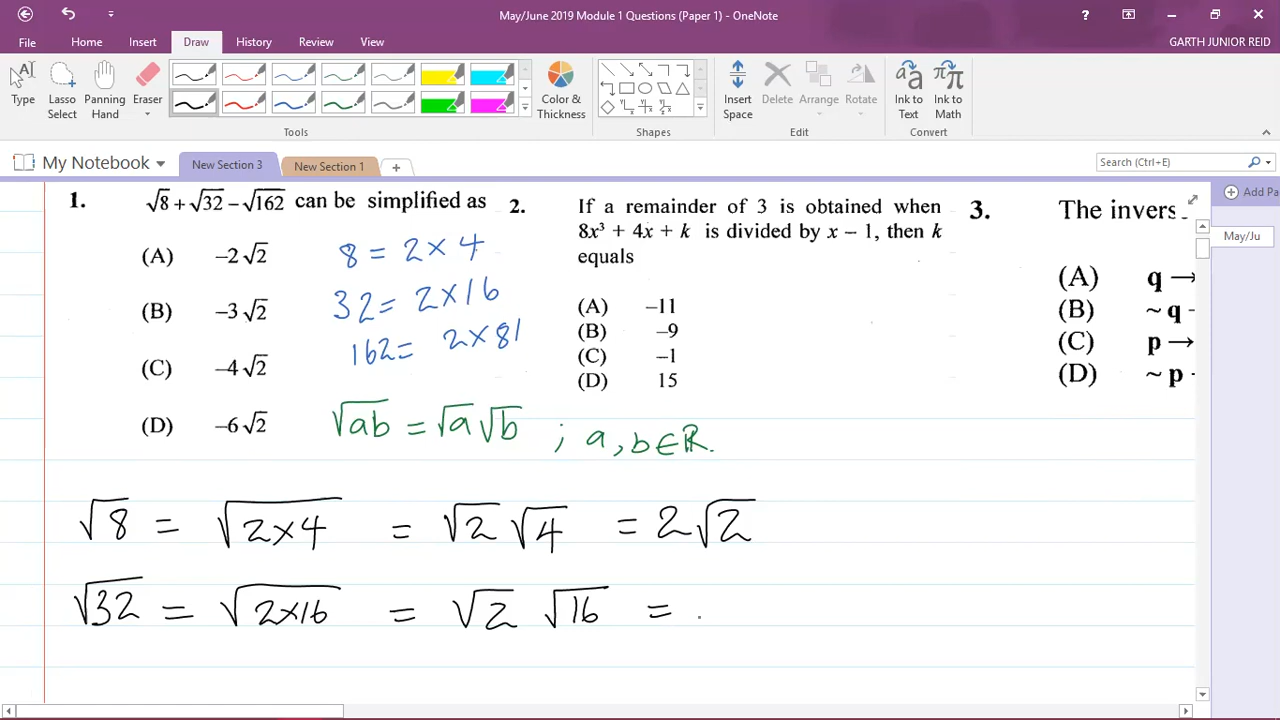 May/June 2019 Module 1 Questions (Paper 1) - OneNote
File Home Insert Draw History Review View GARTH JUNIOR REID
Type Lasso Select Panning Hand Eraser Color & Thickness Insert Space Delete Arrange Rotate Ink to Text Ink to Math
Tools Shapes Edit Convert
My Notebook New Section 3 New Section 1 + Search (Ctrl+E)
Add Pa
May/Ju
1. √8 + √32 − √162 can be simplified as
(A) −2√2
(B) −3√2
(C) −4√2
(D) −6√2
8 = 2 × 4
32 = 2 × 16
162 = 2 × 81
√ab = √a √b ; a, b ∈ ℝ.
2. If a remainder of 3 is obtained when
8x³ + 4x + k is divided by x − 1, then k
equals
(A) −11
(B) −9
(C) −1
(D) 15
3. The invers
(A) q →
(B) ~ q -
(C) p →
(D) ~ p -
√8 = √2×4 = √2 √4 = 2√2
√32 = √2×16 = √2 √16 = .